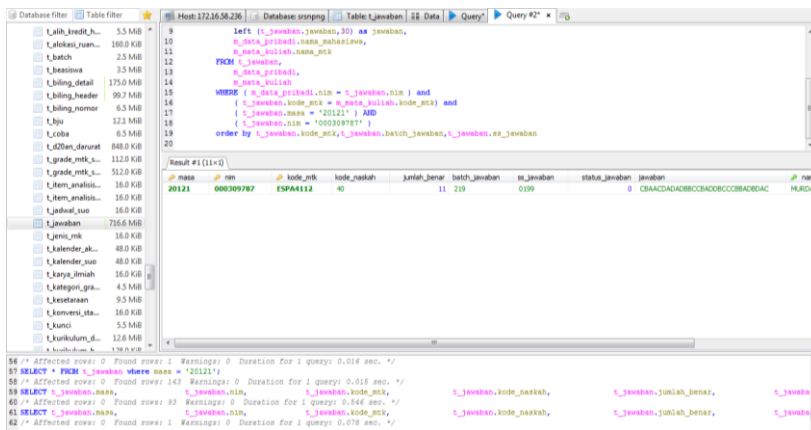 Database filter Table filter
Host: 172.16.58.236 Database: srsnpng Table: t_jawaban Data Query* Query #2*
t_alih_kredit_h... 5.5 MiB
t_alokasi_ruan... 160.0 KiB
t_batch 2.5 MiB
t_beasiswa 3.5 MiB
t_biling_detail 175.0 MiB
t_biling_header 99.7 MiB
t_biling_nomor 6.5 MiB
t_bju 12.1 MiB
t_coba 6.5 MiB
t_d20an_darurat 848.0 KiB
t_grade_mtk_s... 112.0 KiB
t_grade_mtk_s... 512.0 KiB
t_item_analisis... 16.0 KiB
t_item_analisis... 16.0 KiB
t_jadwal_suo 16.0 KiB
t_jawaban 716.6 MiB
t_jenis_mk 16.0 KiB
t_kalender_ak... 48.0 KiB
t_kalender_suo 48.0 KiB
t_karya_ilmiah 16.0 KiB
t_kategori_gra... 4.5 MiB
t_kesetaraan 9.5 MiB
t_konversi_sta... 16.0 KiB
t_kunci 5.5 MiB
t_kurikulum_d... 12.6 MiB
9 left (t_jawaban.jawaban,30) as jawaban,
10 m_data_pribadi.nama_mahasiswa,
11 m_mata_kuliah.nama_mtk
12 FROM t_jawaban,
13 m_data_pribadi,
14 m_mata_kuliah
15 WHERE ( m_data_pribadi.nim = t_jawaban.nim ) and
16 ( t_jawaban.kode_mtk = m_mata_kuliah.kode_mtk) and
17 ( t_jawaban.masa = '20121' ) AND
18 ( t_jawaban.nim = '000309787' )
19 order by t_jawaban.kode_mtk,t_jawaban.batch_jawaban,t_jawaban.ss_jawaban
20
Result #1 (11×1)
masa nim kode_mtk kode_naskah jumlah_benar batch_jawaban ss_jawaban status_jawaban jawaban
20121 000309787 ESPA4112 40 11 219 0199 0 CBAACDADADBBCCBADDBCCCBBADBDAC
56 /* Affected rows: 0 Found rows: 1 Warnings: 0 Duration for 1 query: 0.016 sec. */
57 SELECT * FROM t_jawaban where masa = '20121';
58 /* Affected rows: 0 Found rows: 143 Warnings: 0 Duration for 1 query: 0.015 sec. */
59 SELECT t_jawaban.masa, t_jawaban.nim, t_jawaban.kode_mtk, t_jawaban.kode_naskah, t_jawaban.jumlah_benar, t_jawaba
60 /* Affected rows: 0 Found rows: 93 Warnings: 0 Duration for 1 query: 0.546 sec. */
61 SELECT t_jawaban.masa, t_jawaban.nim, t_jawaban.kode_mtk, t_jawaban.kode_naskah, t_jawaban.jumlah_benar, t_jawaba
62 /* Affected rows: 0 Found rows: 1 Warnings: 0 Duration for 1 query: 0.078 sec. */